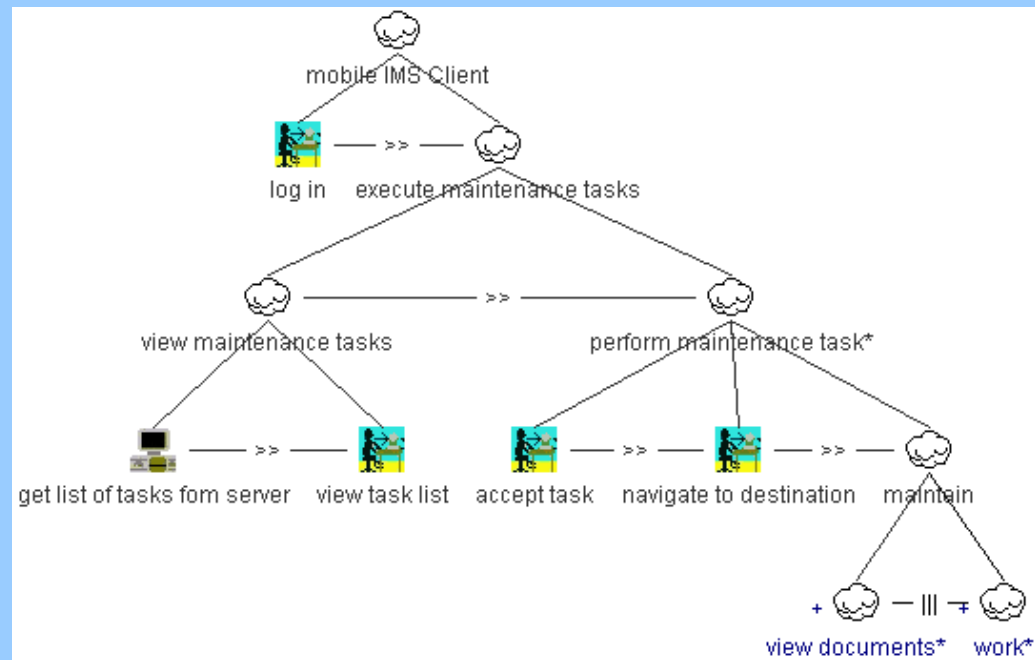 mobile IMS Client
>>
log in execute maintenance tasks
>>
view maintenance tasks perform maintenance task*
>> >> >>
get list of tasks fom server view task list accept task navigate to destination maintain
+ ||| +
view documents* work*